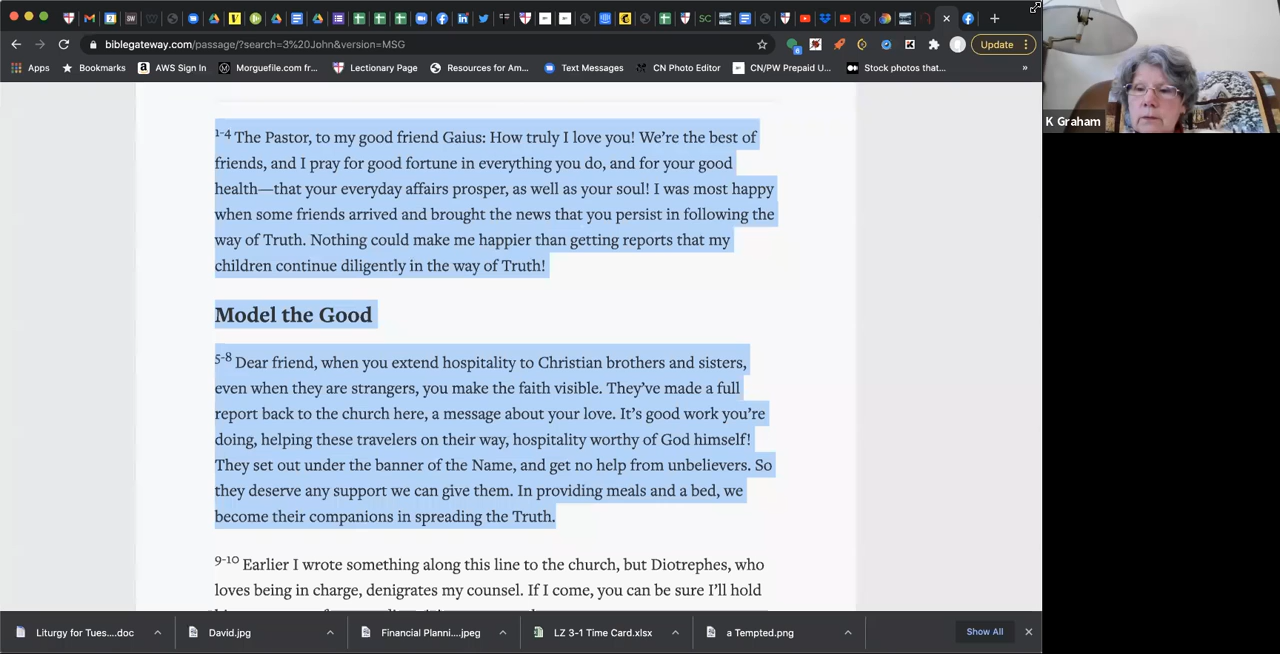 biblegateway.com/passage/?search=3%20John&version=MSG
Update
Apps
Bookmarks
AWS Sign In
Morguefile.com fr...
Lectionary Page
Resources for Am...
Text Messages
CN Photo Editor
CN/PW Prepaid U...
Stock photos that...
»
K Graham
1-4 The Pastor, to my good friend Gaius: How truly I love you! We’re the best of
friends, and I pray for good fortune in everything you do, and for your good
health—that your everyday affairs prosper, as well as your soul! I was most happy
when some friends arrived and brought the news that you persist in following the
way of Truth. Nothing could make me happier than getting reports that my
children continue diligently in the way of Truth!
Model the Good
5-8 Dear friend, when you extend hospitality to Christian brothers and sisters,
even when they are strangers, you make the faith visible. They’ve made a full
report back to the church here, a message about your love. It’s good work you’re
doing, helping these travelers on their way, hospitality worthy of God himself!
They set out under the banner of the Name, and get no help from unbelievers. So
they deserve any support we can give them. In providing meals and a bed, we
become their companions in spreading the Truth.
9-10 Earlier I wrote something along this line to the church, but Diotrephes, who
loves being in charge, denigrates my counsel. If I come, you can be sure I’ll hold
Liturgy for Tues....doc
David.jpg
Financial Planni....jpeg
LZ 3-1 Time Card.xlsx
a Tempted.png
Show All